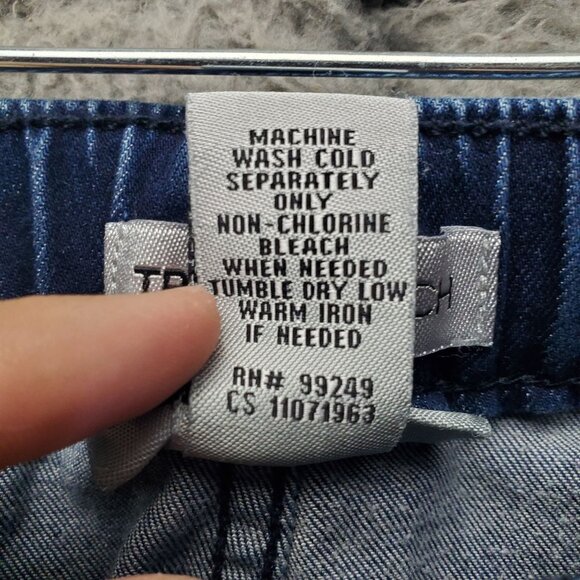 MACHINE
WASH COLD
SEPARATELY
ONLY
NON-CHLORINE
BLEACH
WHEN NEEDED
TUMBLE DRY LOW
WARM IRON
IF NEEDED
RN# 99249
CS 11071963